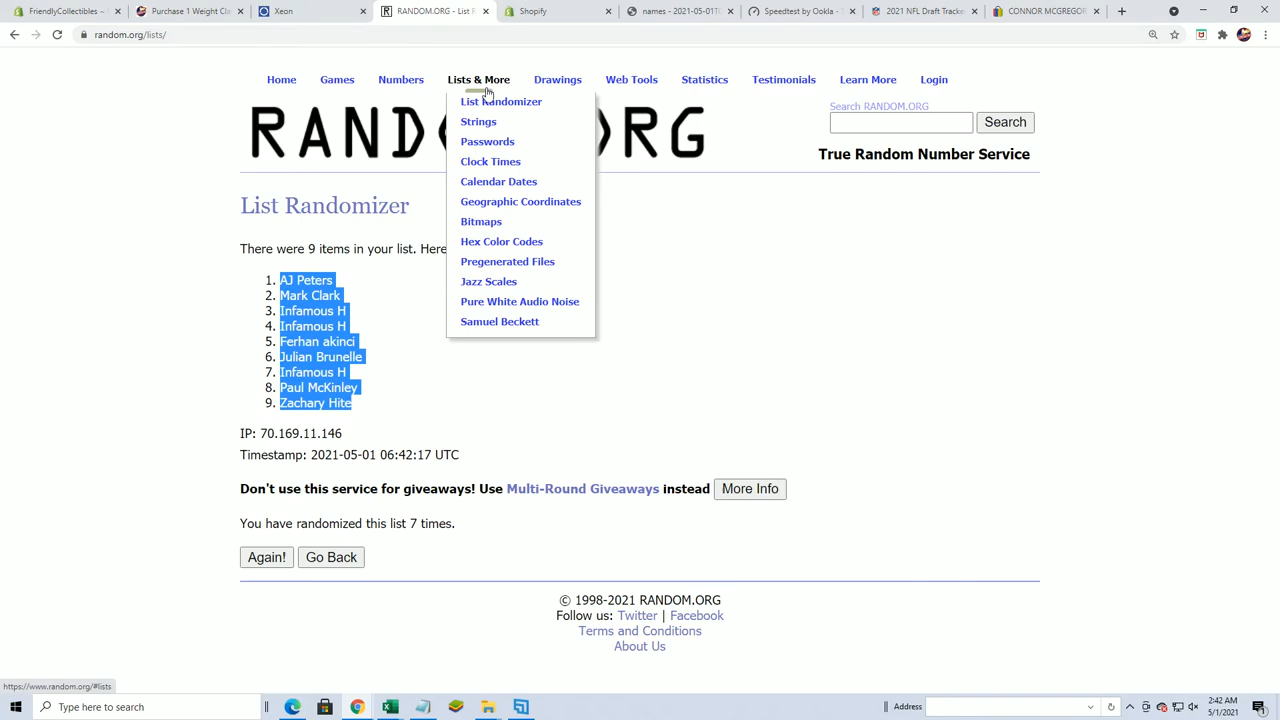 FriendlyCollectibles - S
Purchase 1 Weight Cla
Xeon
RANDOM.ORG - List R
Shopify
names - 2021-05-01T0
Speedtest by Ookla - T
2021 NFL Draft Tracke
CONNOR MCGREGOR
random.org/lists/
Home Games Numbers Lists & More Drawings Web Tools Statistics Testimonials Learn More Login
List Randomizer
Strings
Passwords
Clock Times
Calendar Dates
Geographic Coordinates
Bitmaps
Hex Color Codes
Pregenerated Files
Jazz Scales
Pure White Audio Noise
Samuel Beckett
Search RANDOM.ORG
Search
True Random Number Service
List Randomizer
There were 9 items in your list. Here
1. AJ Peters
2. Mark Clark
3. Infamous H
4. Infamous H
5. Ferhan akinci
6. Julian Brunelle
7. Infamous H
8. Paul McKinley
9. Zachary Hite
IP: 70.169.11.146
Timestamp: 2021-05-01 06:42:17 UTC
Don't use this service for giveaways! Use Multi-Round Giveaways instead More Info
You have randomized this list 7 times.
Again! Go Back
© 1998-2021 RANDOM.ORG
Follow us: Twitter | Facebook
Terms and Conditions
About Us
https://www.random.org/#lists
Type here to search
Address
2:42 AM
5/1/2021